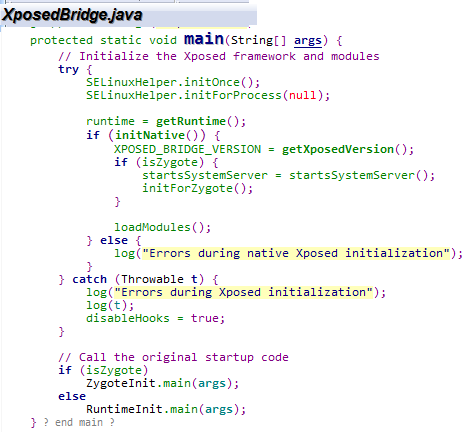 XposedBridge.java
protected static void main(String[] args) {
// Initialize the Xposed framework and modules
try {
SELinuxHelper.initOnce();
SELinuxHelper.initForProcess(null);
runtime = getRuntime();
if (initNative()) {
XPOSED_BRIDGE_VERSION = getXposedVersion();
if (isZygote) {
startsSystemServer = startsSystemServer();
initForZygote();
}
loadModules();
} else {
log("Errors during native Xposed initialization");
}
} catch (Throwable t) {
log("Errors during Xposed initialization");
log(t);
disableHooks = true;
}
// Call the original startup code
if (isZygote)
ZygoteInit.main(args);
else
RuntimeInit.main(args);
} ? end main ?